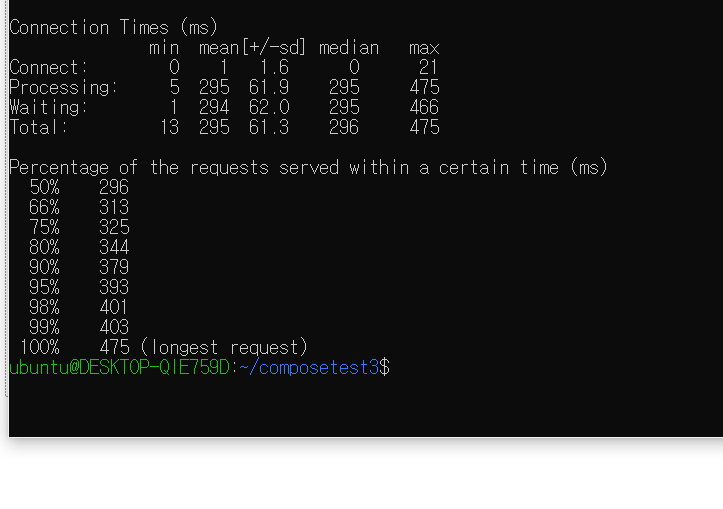 Connection Times (ms)
              min  mean[+/-sd] median   max
Connect:        0    1   1.6      0      21
Processing:     5  295  61.9    295     475
Waiting:        1  294  62.0    295     466
Total:         13  295  61.3    296     475
Percentage of the requests served within a certain time (ms)
  50%    296
  66%    313
  75%    325
  80%    344
  90%    379
  95%    393
  98%    401
  99%    403
 100%    475 (longest request)
ubuntu@DESKTOP-QIE759D:~/composetest3$